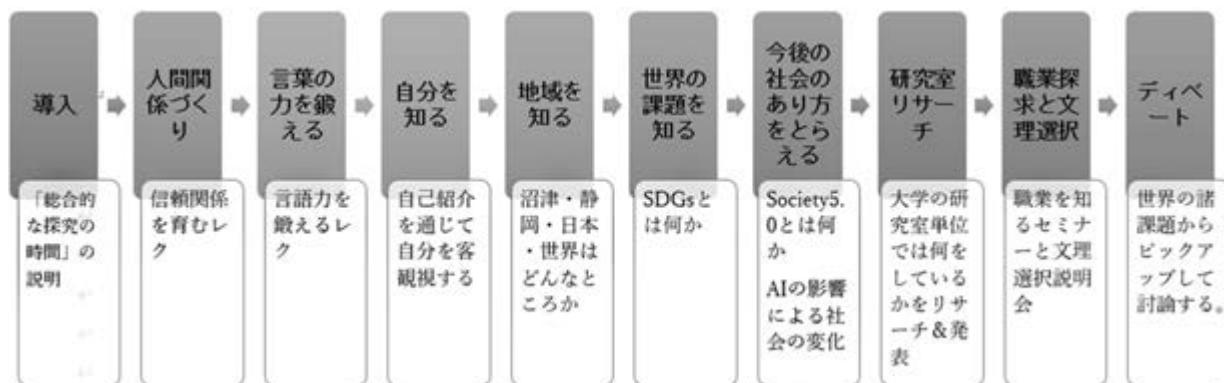 導入
人間関
係づく
り
言葉の
力を鍛
える
自分を
知る
地域を
知る
世界の
課題を
知る
今後の
社会の
あり方
をとら
える
研究室
リサー
チ
職業探
求と文
理選択
ディベ
ート
「総合的
な探究の
時間」の
説明
信頼関係
を育むレ
ク
言語力を
鍛えるレ
ク
自己紹介
を通じて
自分を客
観視する
沼津・静
岡・日本
・世界は
どんなと
ころか
SDGsと
は何か
Society5.
0とは何
か
AIの影響
による社
会の変化
大学の研
究室単位
では何を
している
かをリサ
ーチ&発
表
職業を知
るセミナ
ーと文理
選択説明
会
世界の諸
課題から
ピックア
ップして
討論する。